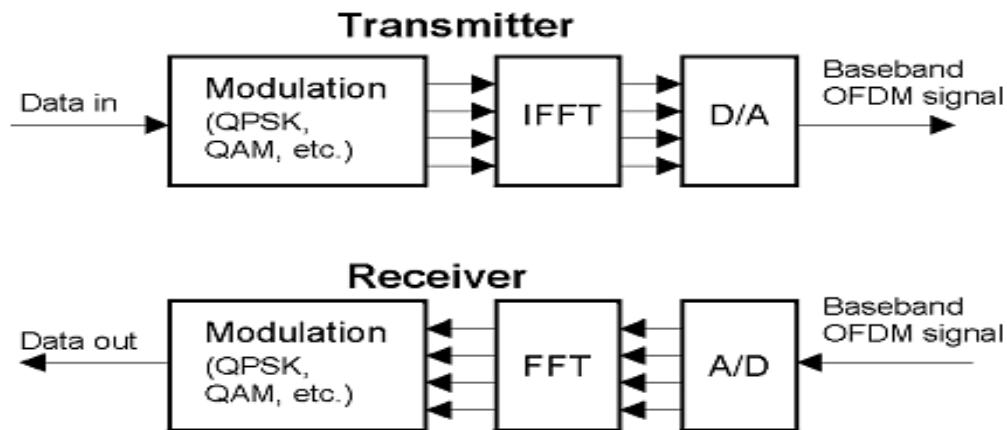 Transmitter
Data in
Modulation
(QPSK,
QAM, etc.)
IFFT
D/A
Baseband
OFDM signal
Receiver
Data out
Modulation
(QPSK,
QAM, etc.)
FFT
A/D
Baseband
OFDM signal